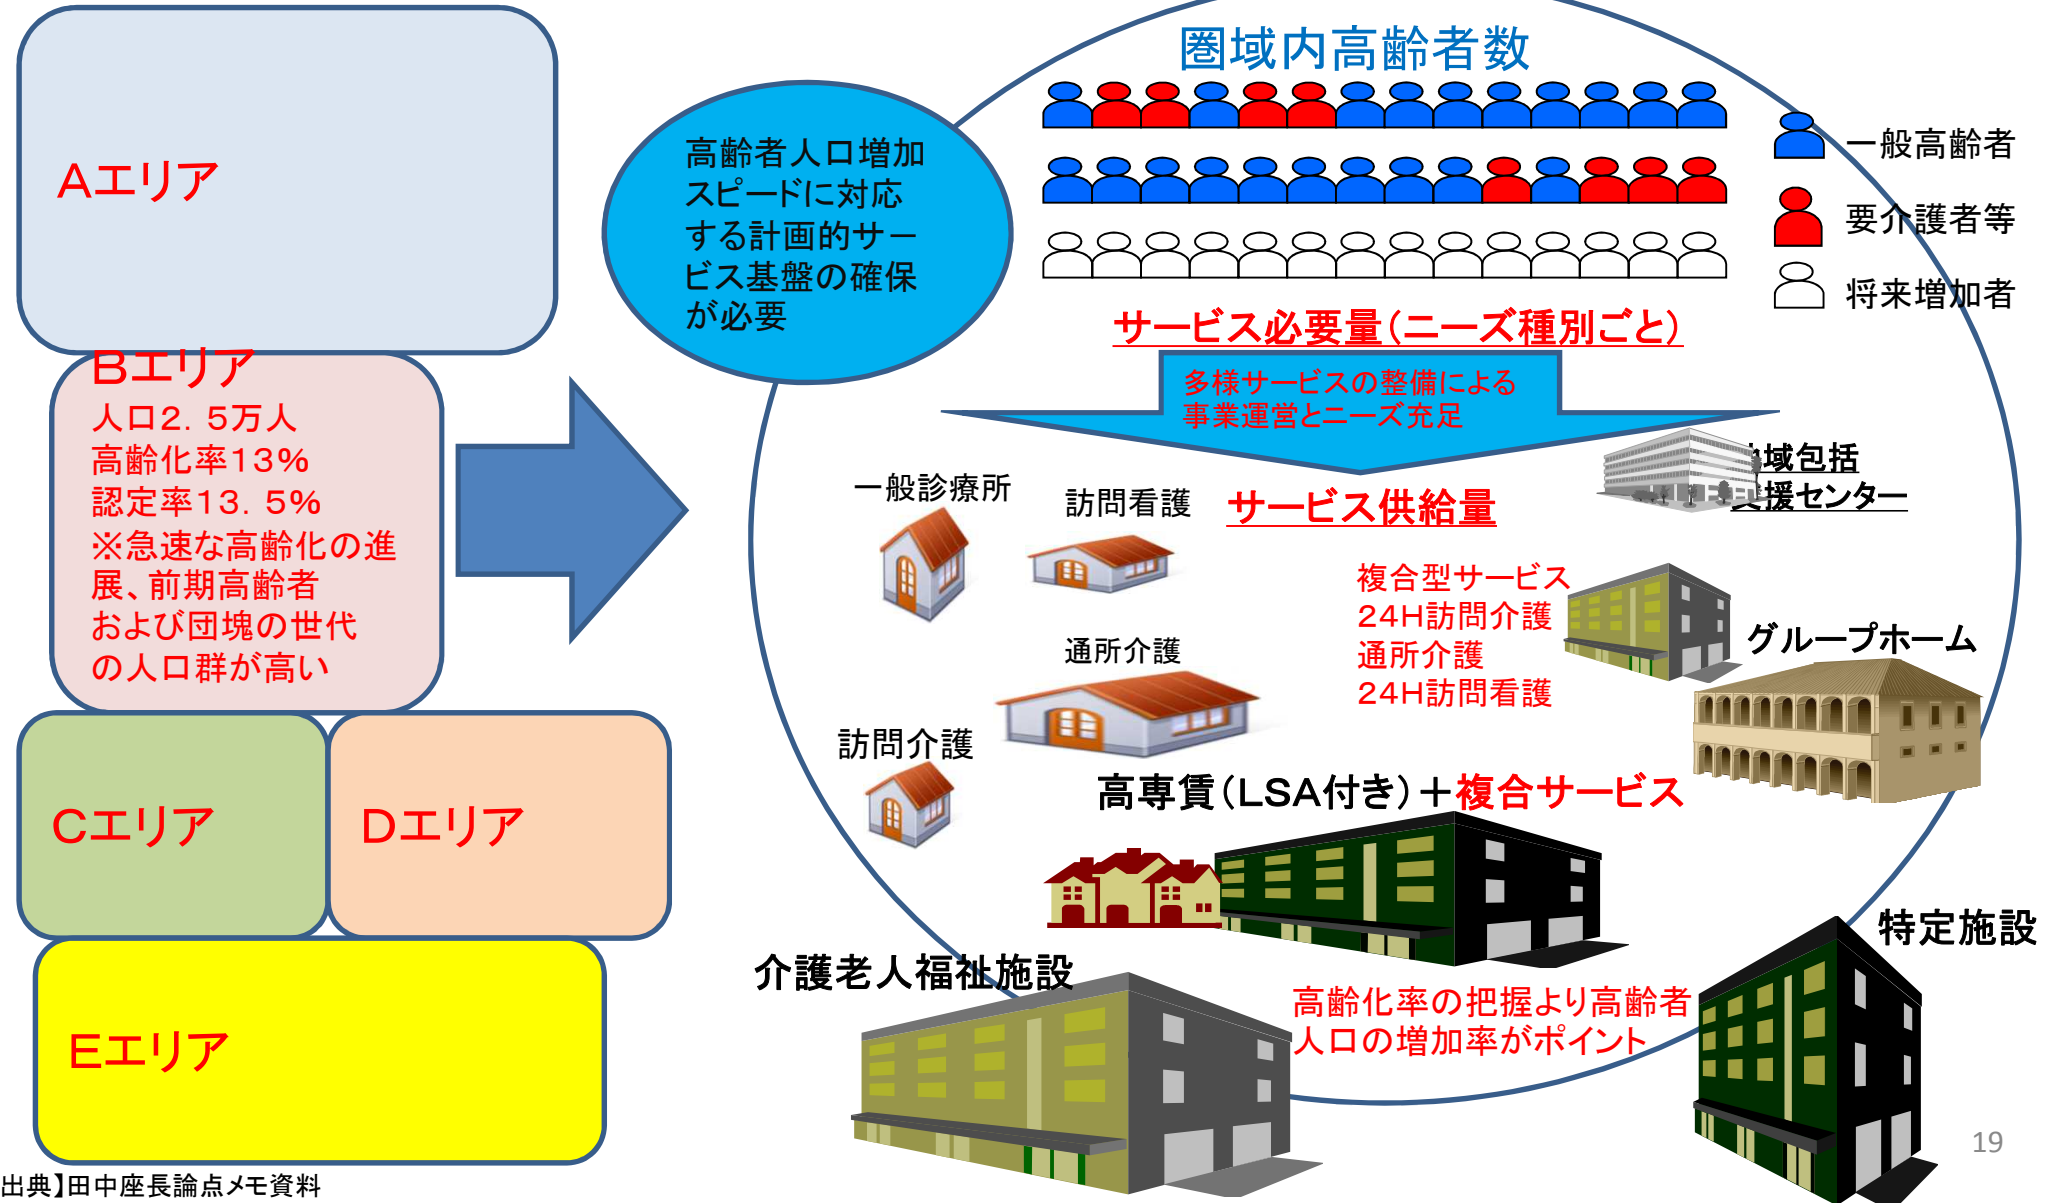 Aエリア
Bエリア
人口2．5万人
高齢化率13%
認定率13．5%
※急速な高齢化の進
展、前期高齢者
および団塊の世代
の人口群が高い
Cエリア
Dエリア
Eエリア
出典】田中座長論点メモ資料
高齢者人口増加
スピードに対応
する計画的サー
ビス基盤の確保
が必要
圏域内高齢者数
一般高齢者
要介護者等
将来増加者
サービス必要量(ニーズ種別ごと)
多様サービスの整備による
事業運営とニーズ充足
サービス供給量
域包括
援センター
一般診療所
訪問看護
複合型サービス
24H訪問介護
通所介護
24H訪問看護
グループホーム
通所介護
訪問介護
高専賃(LSA付き)＋複合サービス
特定施設
介護老人福祉施設
高齢化率の把握より高齢者
人口の増加率がポイント
19